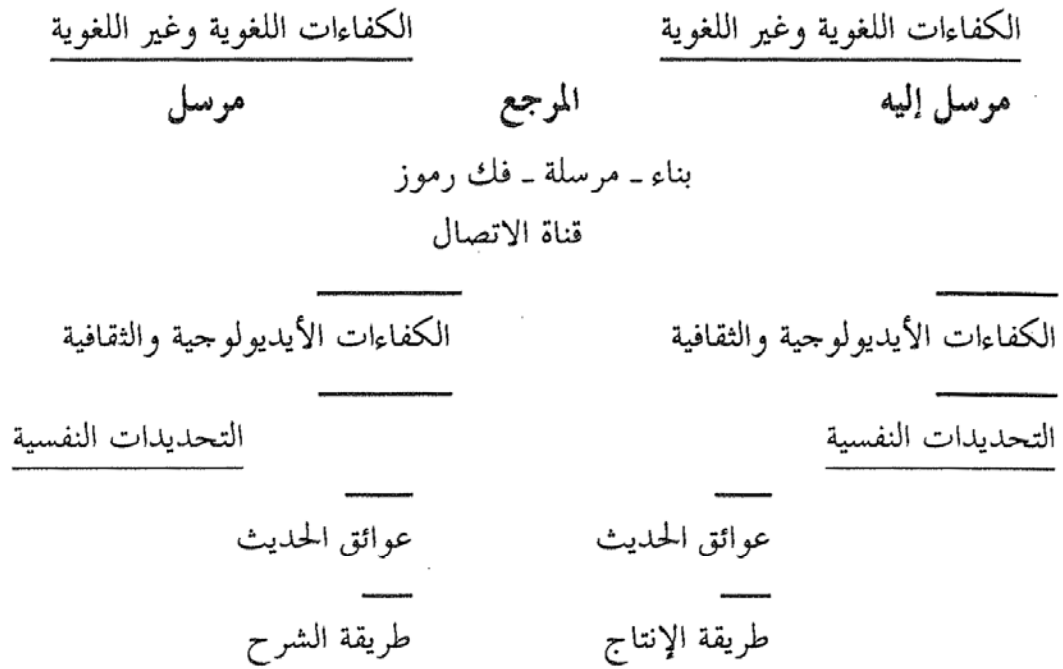 الكفاءات اللغوية وغير اللغوية الكفاءات اللغوية وغير اللغوية
مرسل إليه المرجع مرسل
بناء ـ مرسلة ـ فك رموز
قناة الاتصال
الكفاءات الأيديولوجية والثقافية الكفاءات الأيديولوجية والثقافية
التحديدات النفسية التحديدات النفسية
عوائق الحديث عوائق الحديث
طريقة الإنتاج طريقة الشرح